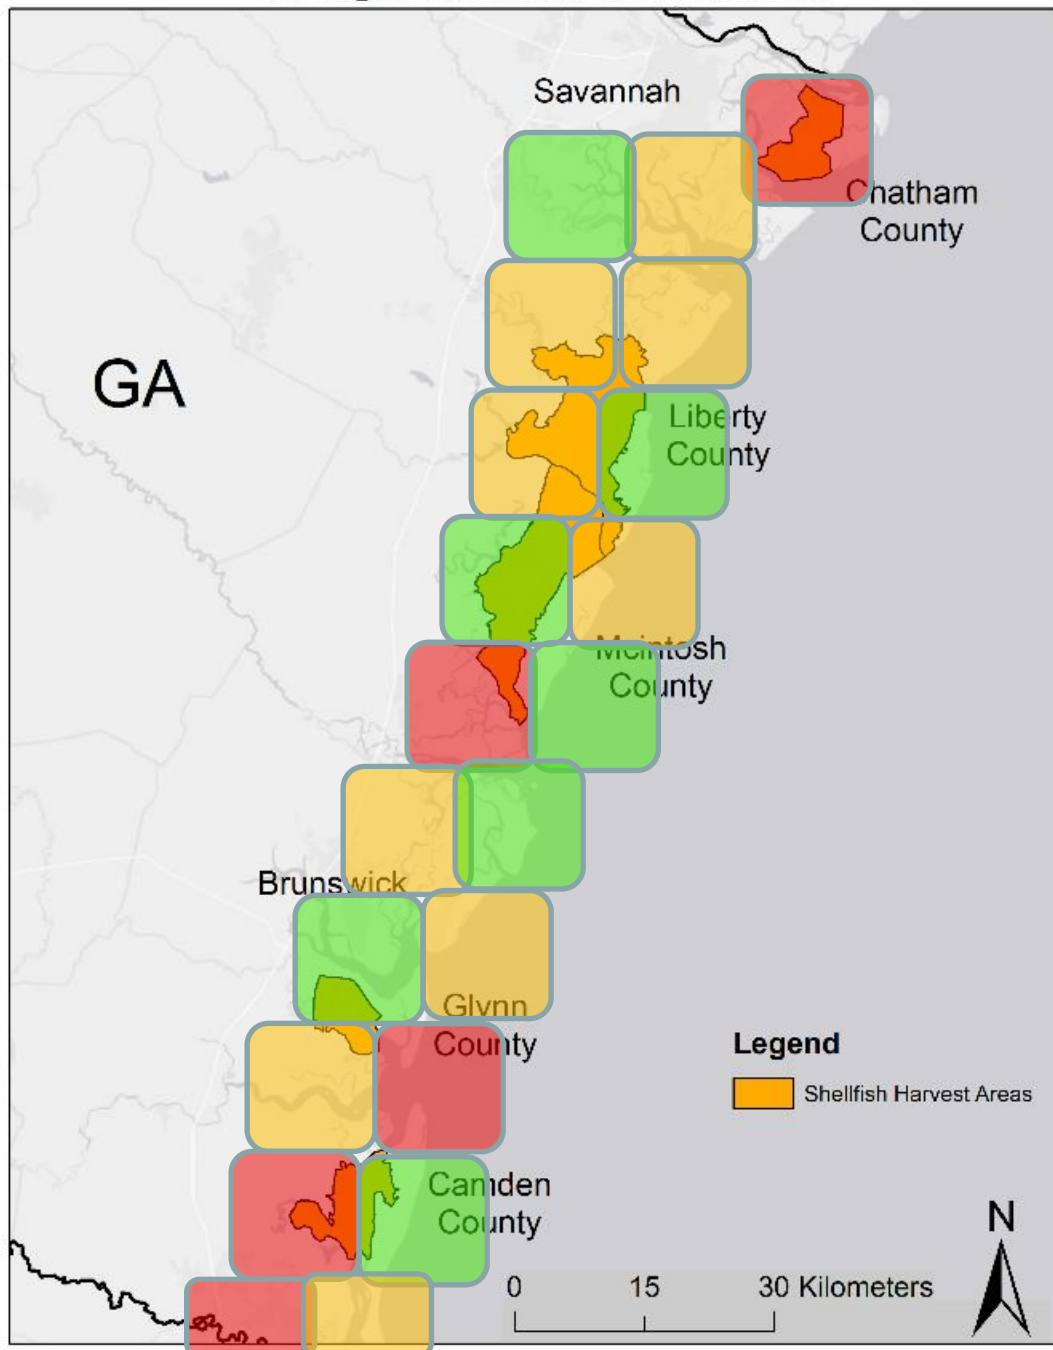 Savannah
Chatham
County
GA
Liberty
County
McIntosh
County
Brunswick
Glynn
County
Legend
Shellfish Harvest Areas
Camden
County
N
0 15 30 Kilometers